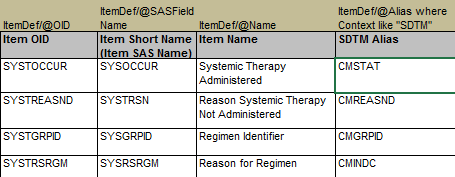 ItemDef/@OID ItemDef/@SASField Name ItemDef/@Name ItemDef/@Alias where Context like "SDTM"
Item OID Item Short Name (Item SAS Name) Item Name SDTM Alias
SYSTOCCUR SYSOCCUR Systemic Therapy Administered CMSTAT
SYSTREASND SYSTRSN Reason Systemic Therapy Not Administered CMREASND
SYSTGRPID SYSGRPID Regimen Identifier CMGRPID
SYSTRSRGM SYSRSRGM Reason for Regimen CMINDC